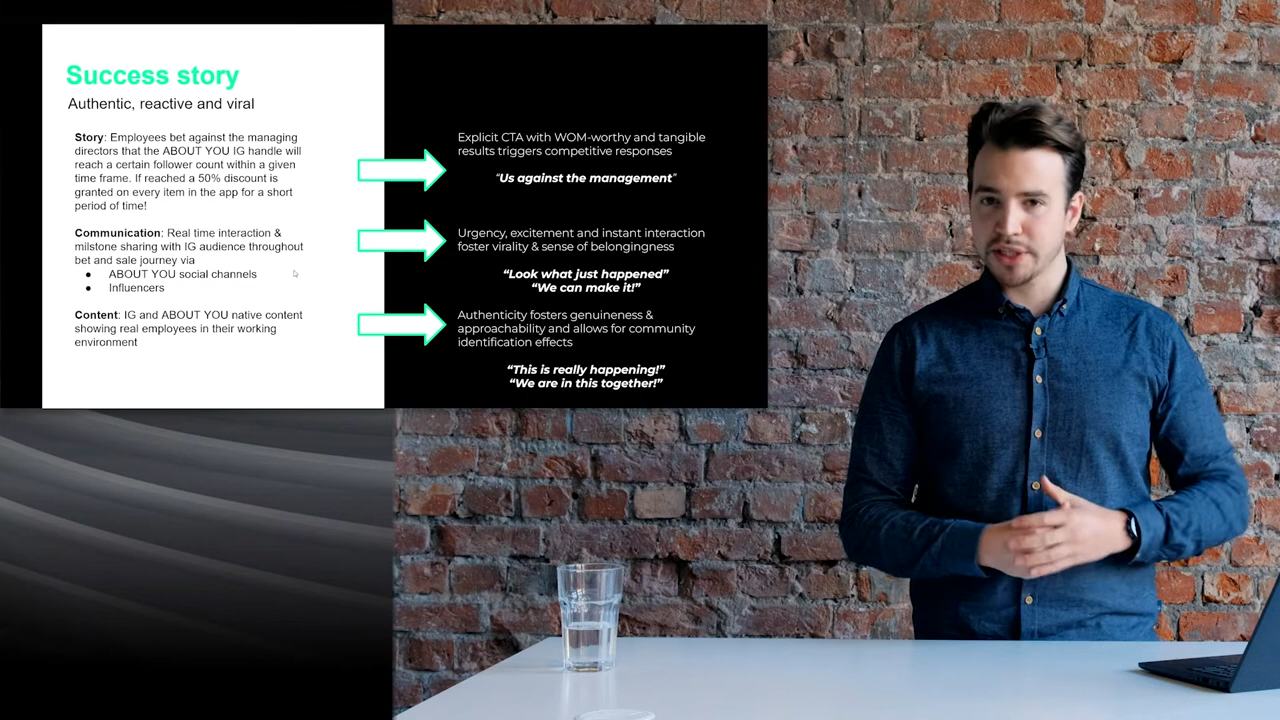 Success story
Authentic, reactive and viral
Story: Employees bet against the managing
directors that the ABOUT YOU IG handle will
reach a certain follower count within a given
time frame. If reached a 50% discount is
granted on every item in the app for a short
period of time!
Communication: Real time interaction &
milstone sharing with IG audience throughout
bet and sale journey via
● ABOUT YOU social channels
● Influencers
Content: IG and ABOUT YOU native content
showing real employees in their working
environment
Explicit CTA with WOM-worthy and tangible
results triggers competitive responses
“Us against the management”
Urgency, excitement and instant interaction
foster virality & sense of belongingness
“Look what just happened”
“We can make it!”
Authenticity fosters genuineness &
approachability and allows for community
identification effects
“This is really happening!”
“We are in this together!”